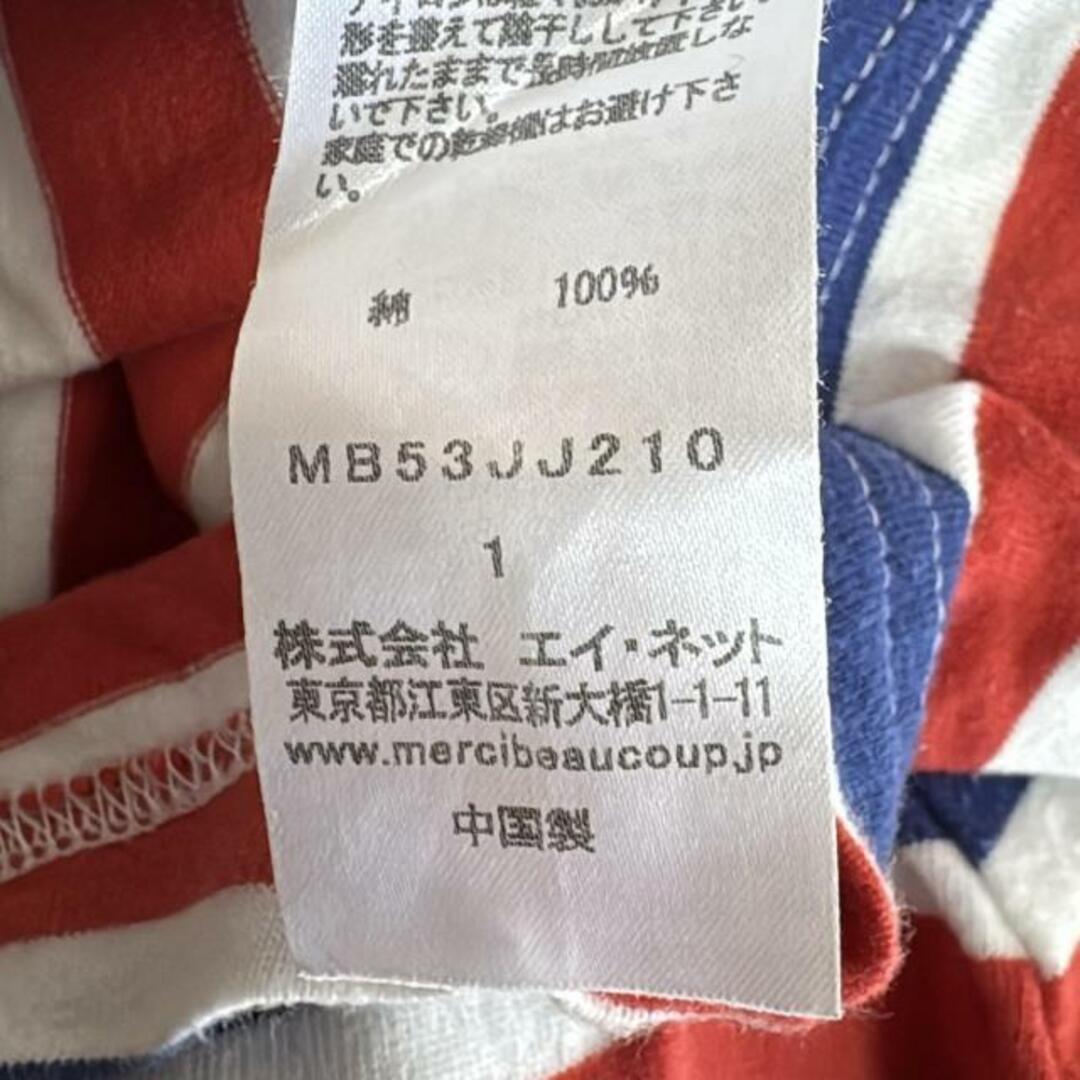 形を整えて陰干しして下さい。
濡れたままで長時間放置しな
いで下さい。
家庭での乾燥機はお避け下さ
い。
綿 100%
MB53JJ210
1
株式会社 エイ・ネット
東京都江東区新大橋1-1-11
www.mercibeaucoup.jp
中国製